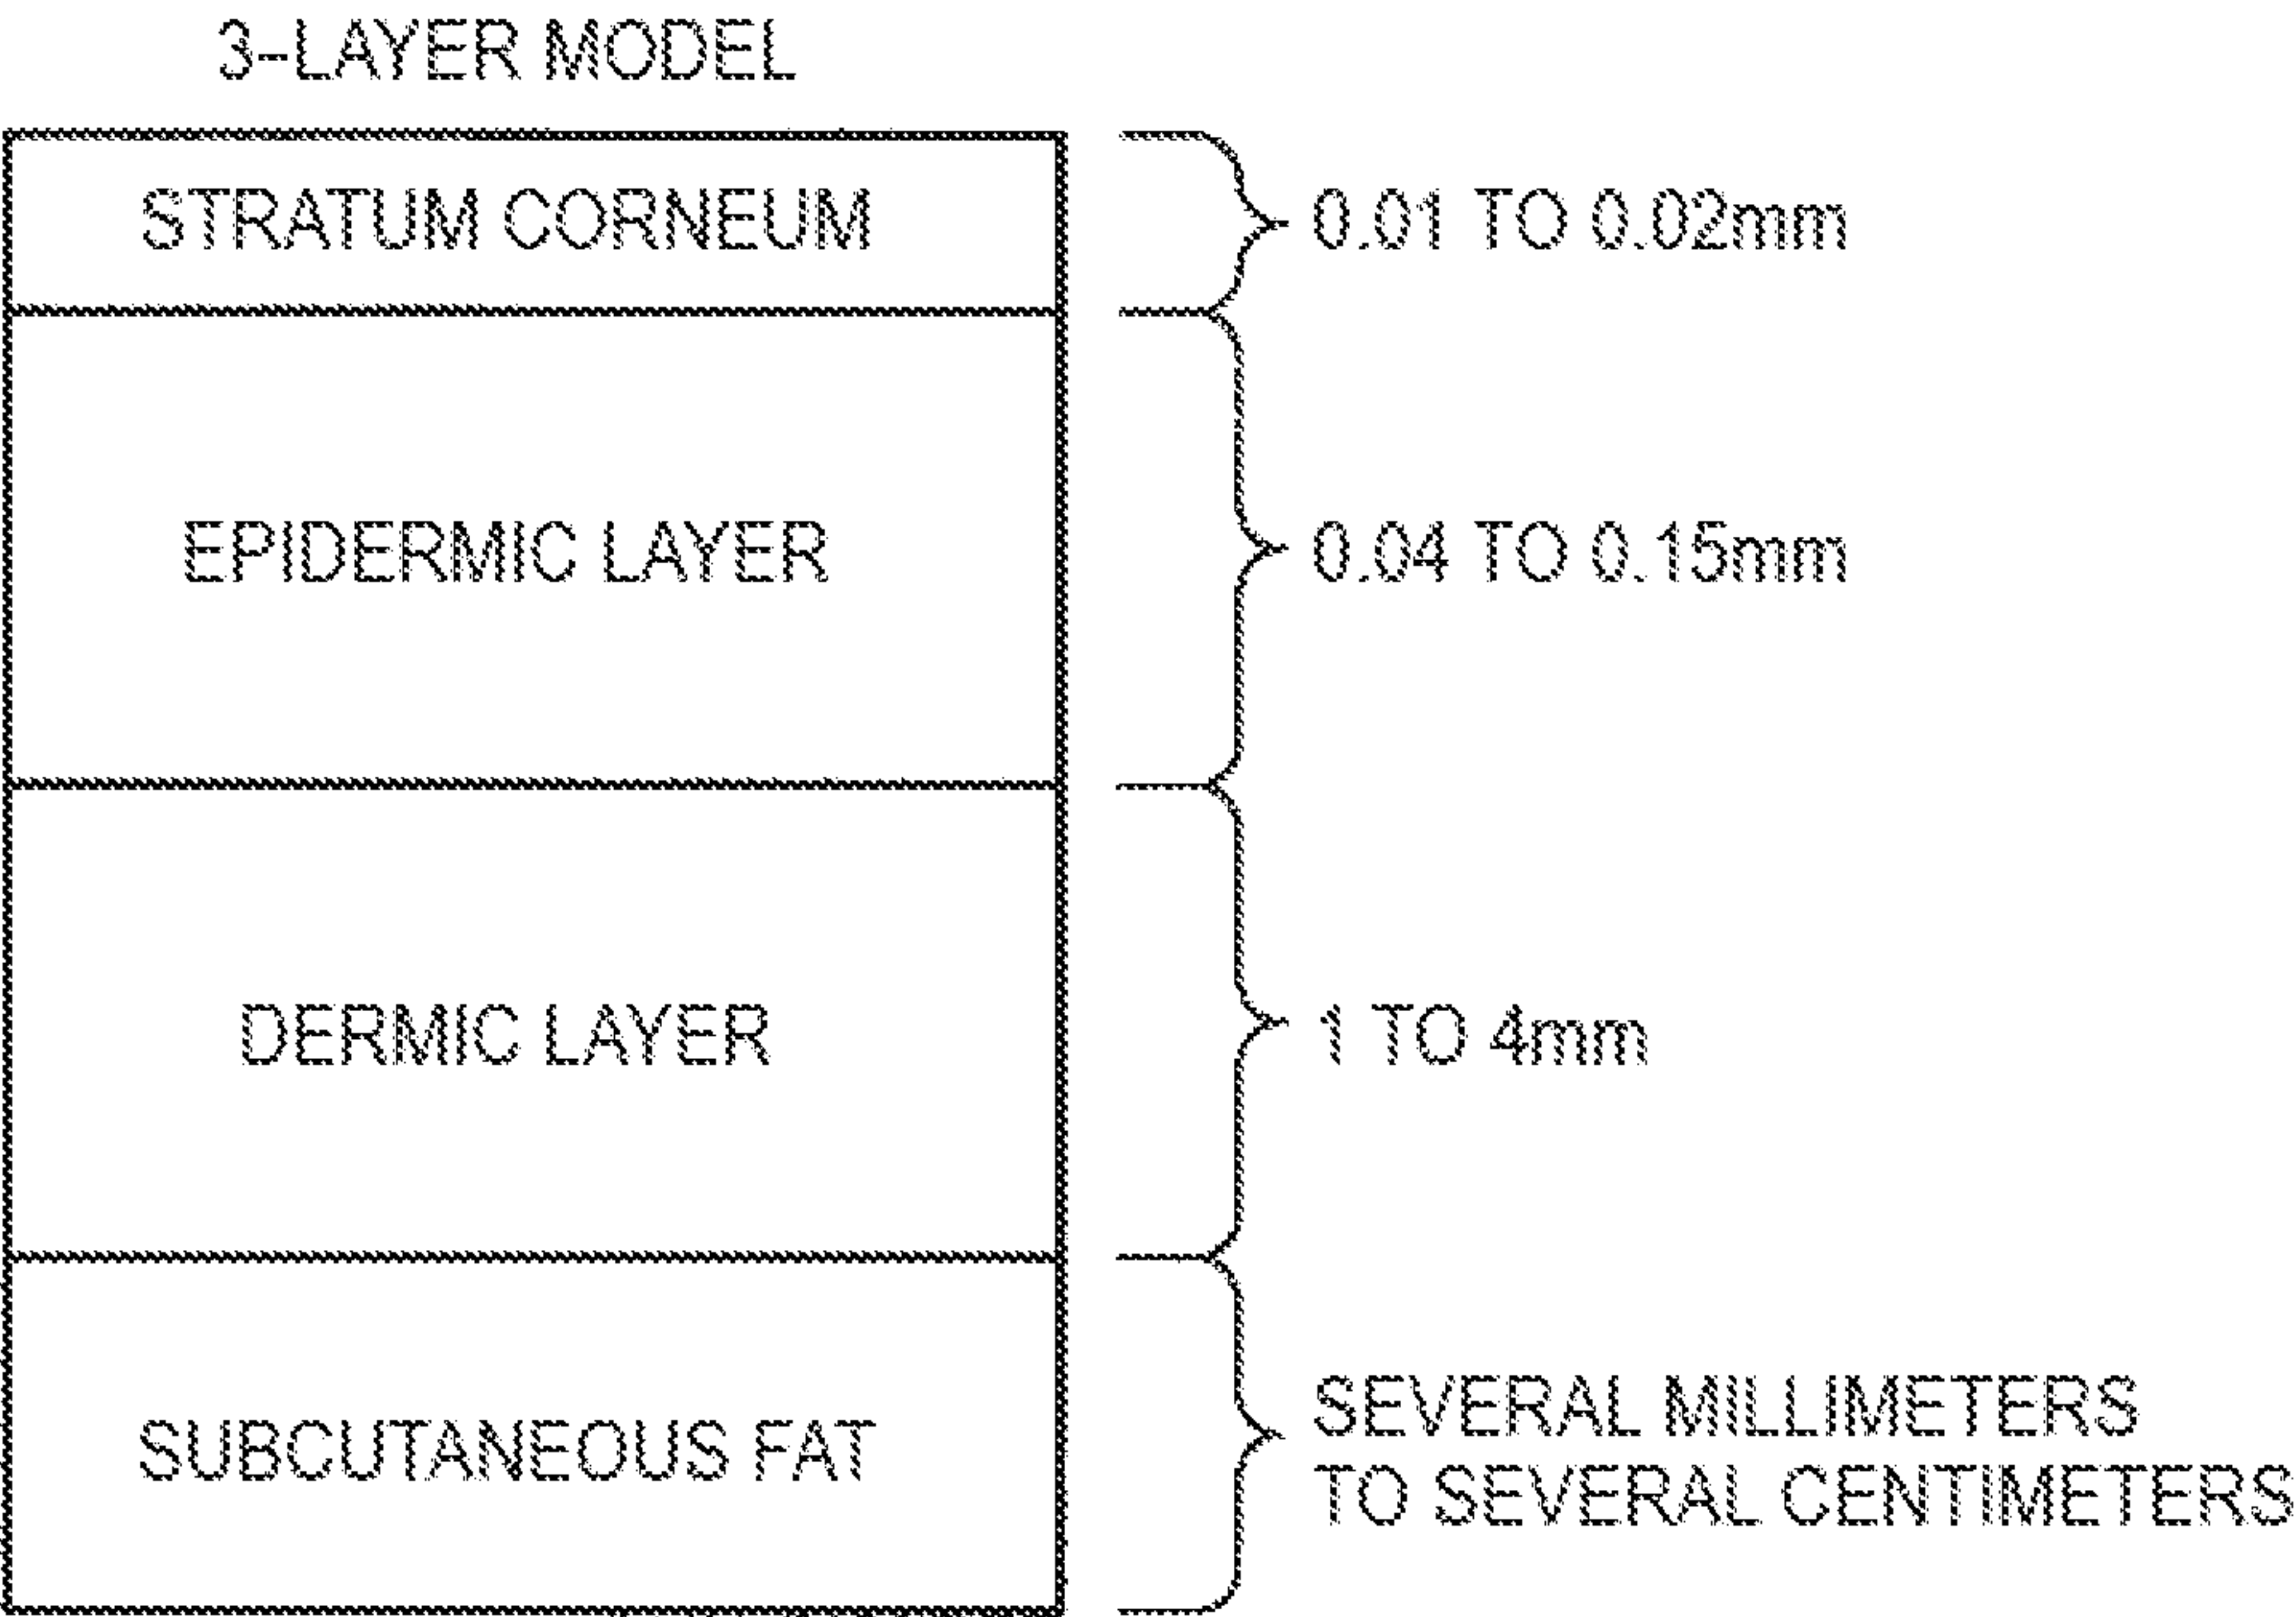 3-LAYER MODEL
STRATUM CORNEUM
0.01 TO 0.02mm
EPIDERMIC LAYER
0.04 TO 0.15mm
DERMIC LAYER
1 TO 4mm
SUBCUTANEOUS FAT
SEVERAL MILLIMETERS
TO SEVERAL CENTIMETERS